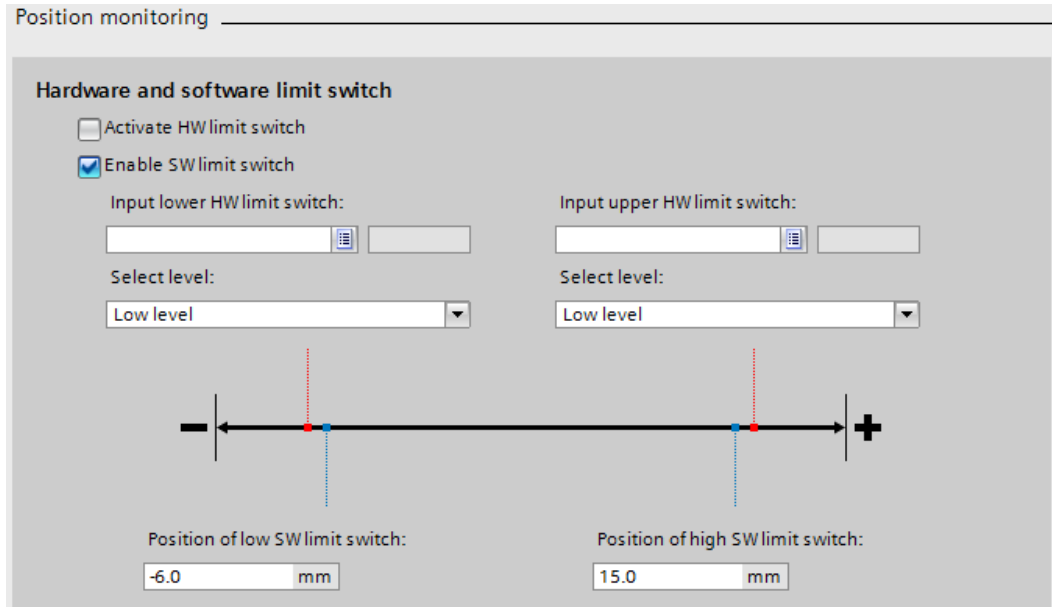 Position monitoring
Hardware and software limit switch
Activate HW limit switch
Enable SW limit switch
Input lower HW limit switch: Input upper HW limit switch:
Select level: Select level:
Low level Low level
Position of low SW limit switch: Position of high SW limit switch:
-6.0 mm 15.0 mm